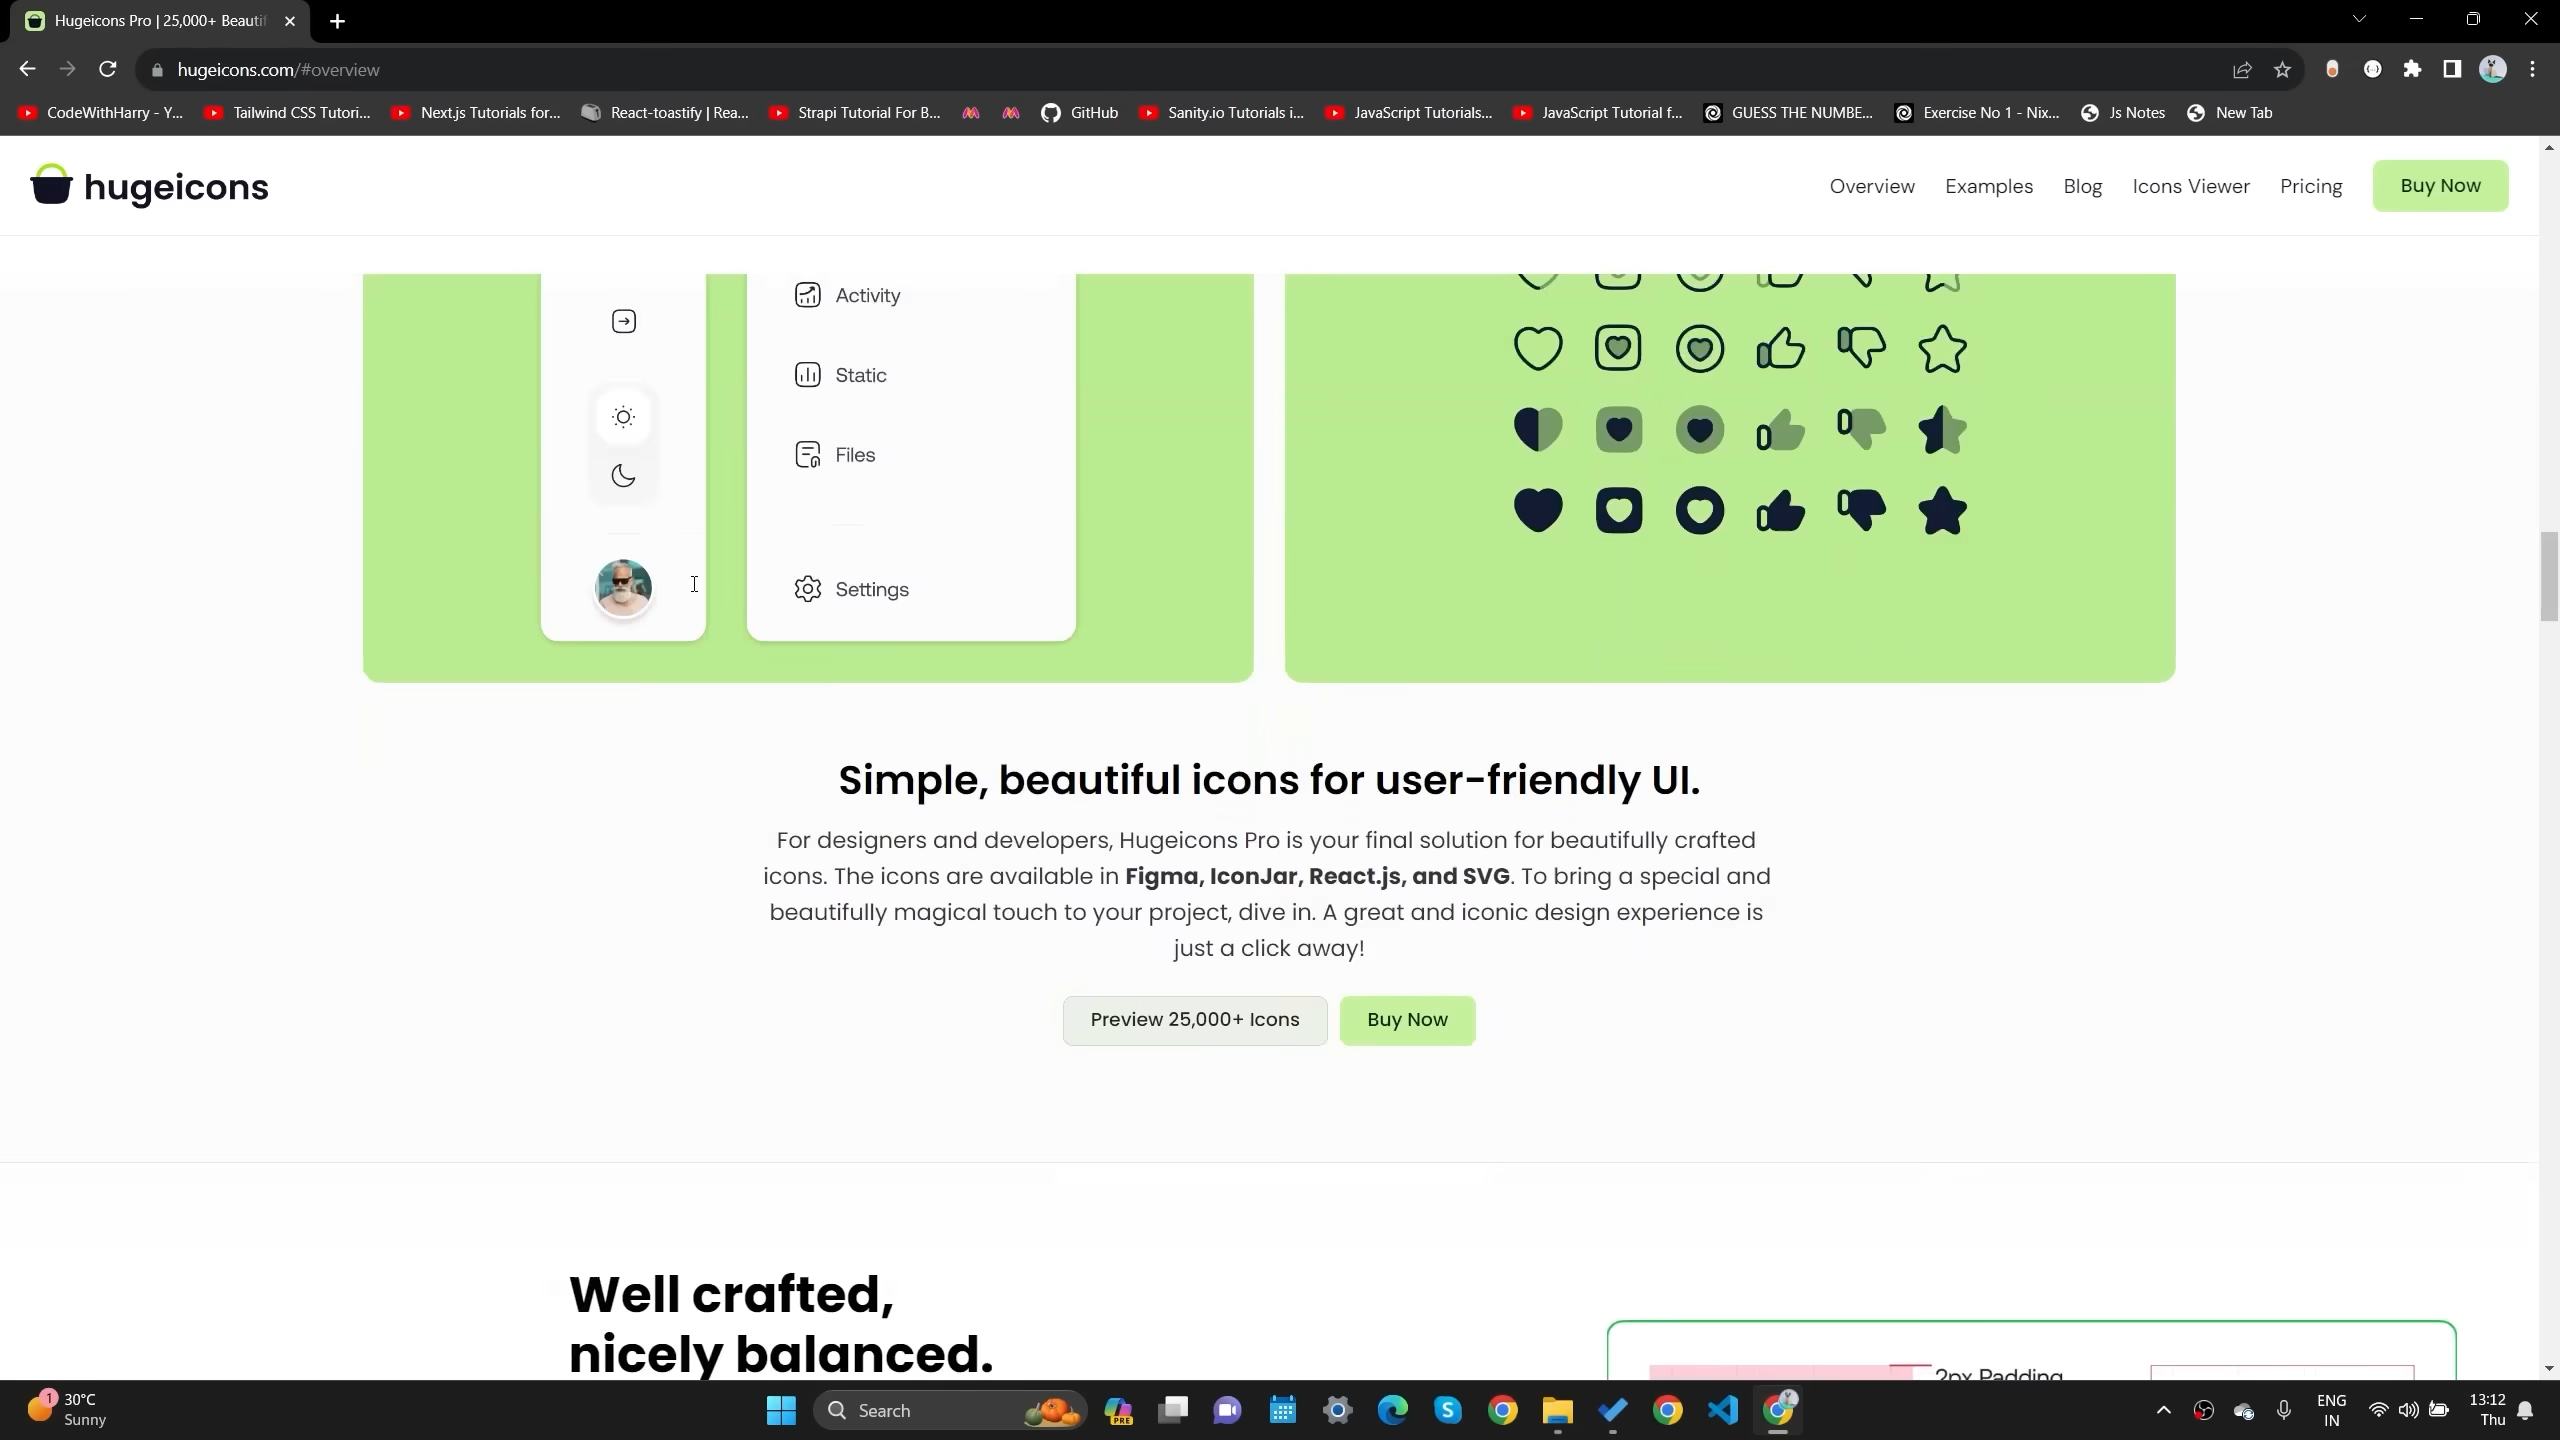 Hugeicons Pro | 25,000+ Beautif
hugeicons.com/#overview
CodeWithHarry - Y...
Tailwind CSS Tutori...
Next.js Tutorials for...
React-toastify | Rea...
Strapi Tutorial For B...
GitHub
Sanity.io Tutorials i...
JavaScript Tutorials...
JavaScript Tutorial f...
GUESS THE NUMBE...
Exercise No 1 - Nix...
Js Notes
New Tab
hugeicons
Overview
Examples
Blog
Icons Viewer
Pricing
Buy Now
Activity
Static
Files
Settings
Simple, beautiful icons for user-friendly UI.
For designers and developers, Hugeicons Pro is your final solution for beautifully crafted
icons. The icons are available in Figma, IconJar, React.js, and SVG. To bring a special and
beautifully magical touch to your project, dive in. A great and iconic design experience is
just a click away!
Preview 25,000+ Icons
Buy Now
Well crafted,
nicely balanced.
2px Padding
1
30°C
Sunny
Search
PRE
ENG
IN
13:12
Thu